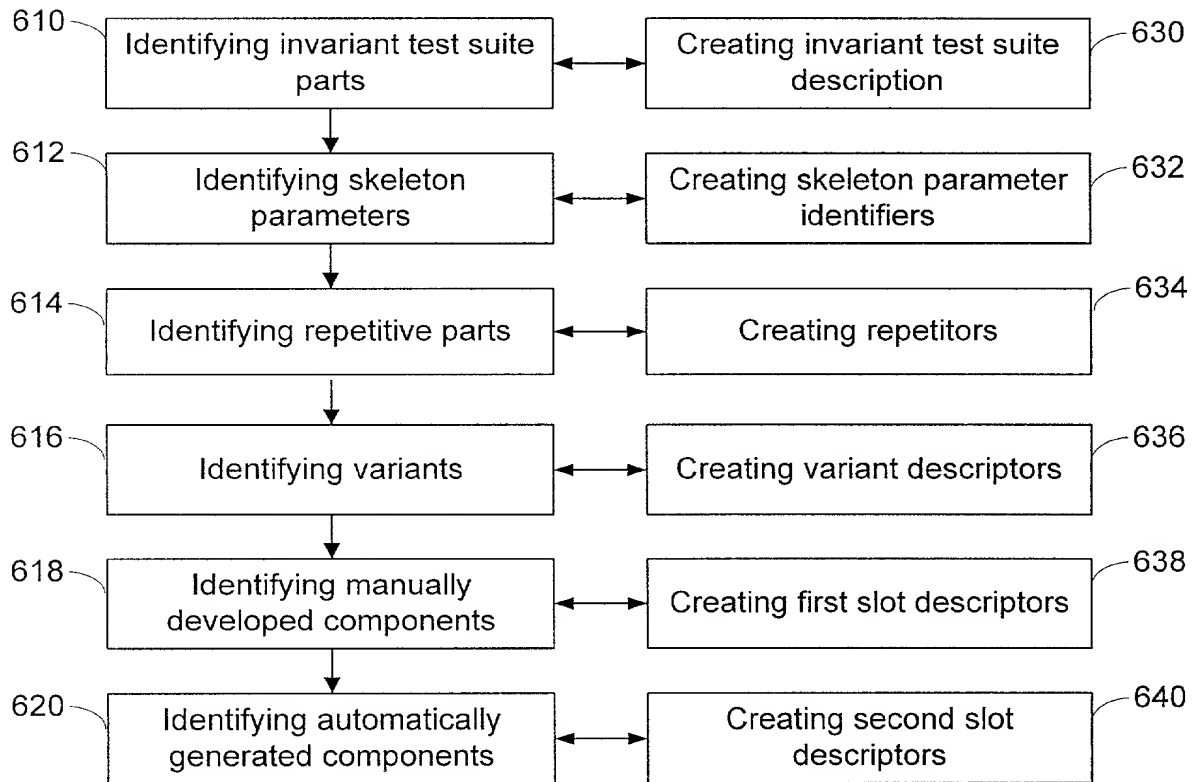 610
Identifying invariant test suite
parts
Creating invariant test suite
description
630
612
Identifying skeleton
parameters
Creating skeleton parameter
identifiers
632
614
Identifying repetitive parts
Creating repetitors
634
616
Identifying variants
Creating variant descriptors
636
618
Identifying manually
developed components
Creating first slot descriptors
638
620
Identifying automatically
generated components
Creating second slot
descriptors
640